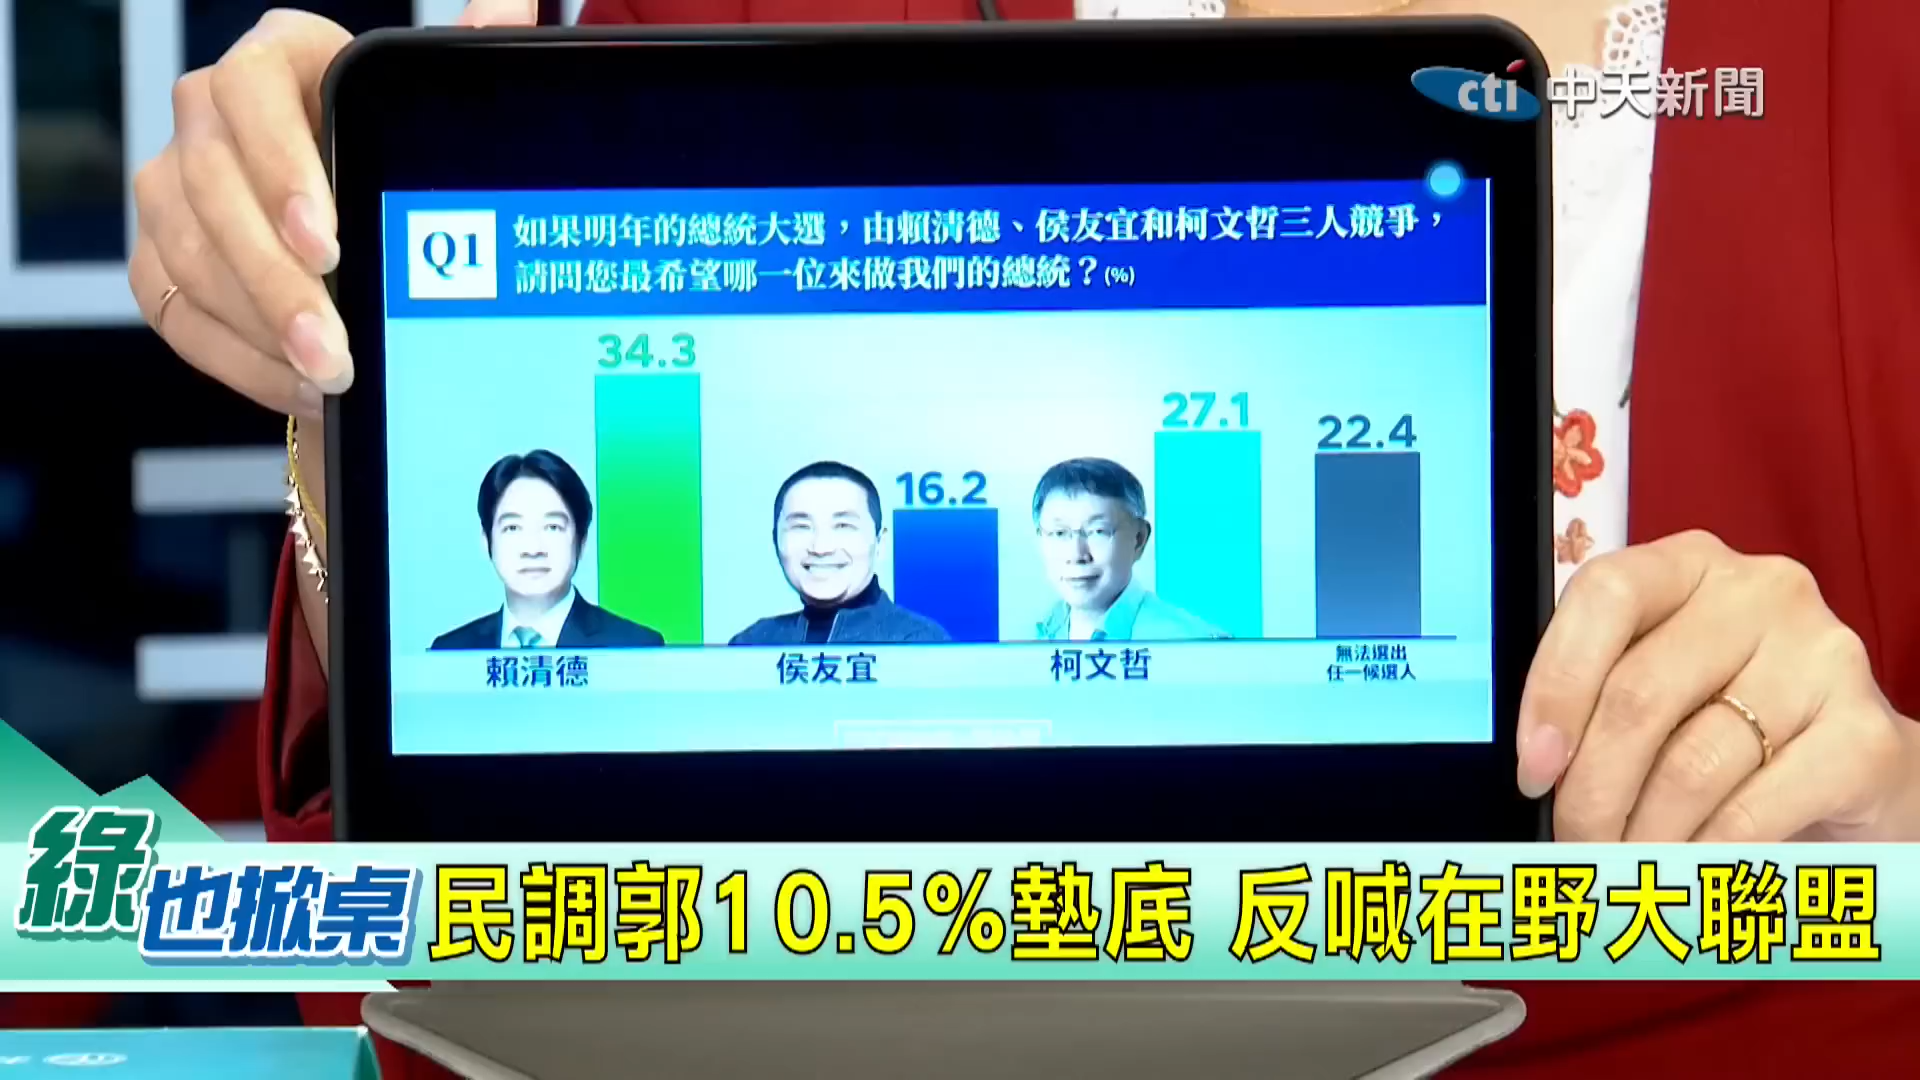 cti 中天新聞
Q1 如果明年的總統大選，由賴清德、侯友宜和柯文哲三人競爭，
請問您最希望哪一位來做我們的總統？(%)
34.3
16.2
27.1
22.4
賴清德
侯友宜
柯文哲
無法選出
任一候選人
綠也掀桌
民調郭10.5%墊底 反喊在野大聯盟